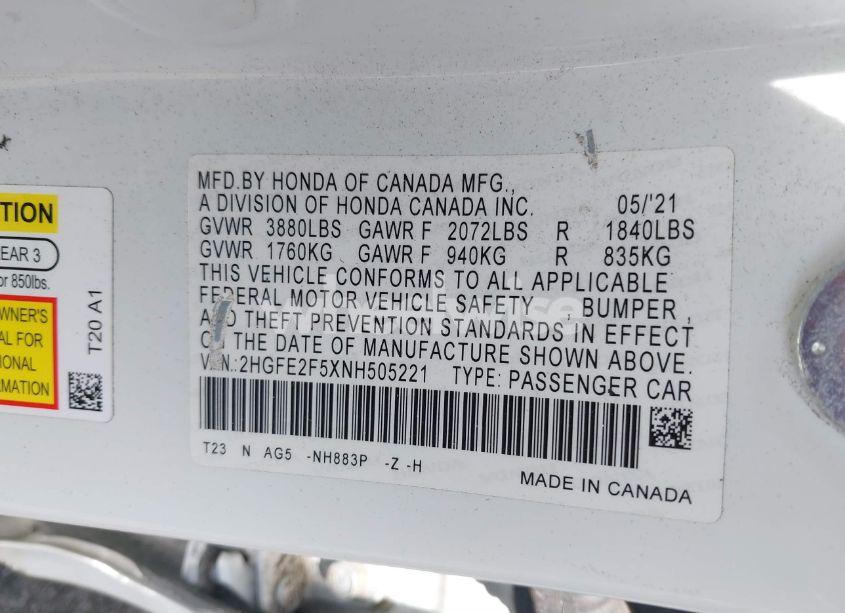 TION
EAR 3
or 850lbs.
OWNER'S
AL FOR
IONAL
RMATION
T20 A1
MFD.BY HONDA OF CANADA MFG.,
A DIVISION OF HONDA CANADA INC. 05/'21
GVWR 3880LBS GAWR F 2072LBS R 1840LBS
GVWR 1760KG GAWR F 940KG R 835KG
THIS VEHICLE CONFORMS TO ALL APPLICABLE
FEDERAL MOTOR VEHICLE SAFETY , BUMPER ,
AND THEFT PREVENTION STANDARDS IN EFFECT
ON THE DATE OF MANUFACTURE SHOWN ABOVE.
V.I.N.:2HGFE2F5XNH505221 TYPE: PASSENGER CAR
T23 N AG5 -NH883P -Z -H
MADE IN CANADA